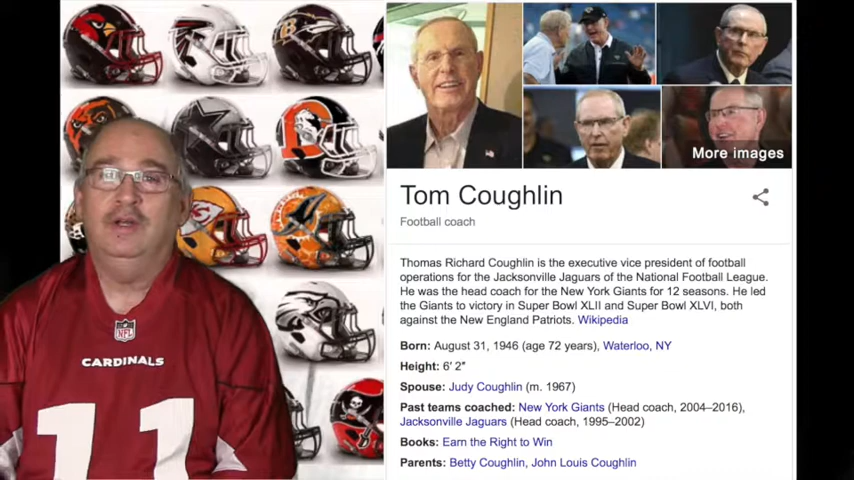 More images
Tom Coughlin
Football coach
Thomas Richard Coughlin is the executive vice president of football
operations for the Jacksonville Jaguars of the National Football League.
He was the head coach for the New York Giants for 12 seasons. He led
the Giants to victory in Super Bowl XLII and Super Bowl XLVI, both
against the New England Patriots. Wikipedia
Born: August 31, 1946 (age 72 years), Waterloo, NY
Height: 6′ 2″
Spouse: Judy Coughlin (m. 1967)
Past teams coached: New York Giants (Head coach, 2004–2016),
Jacksonville Jaguars (Head coach, 1995–2002)
Books: Earn the Right to Win
Parents: Betty Coughlin, John Louis Coughlin
NFL
CARDINALS
11